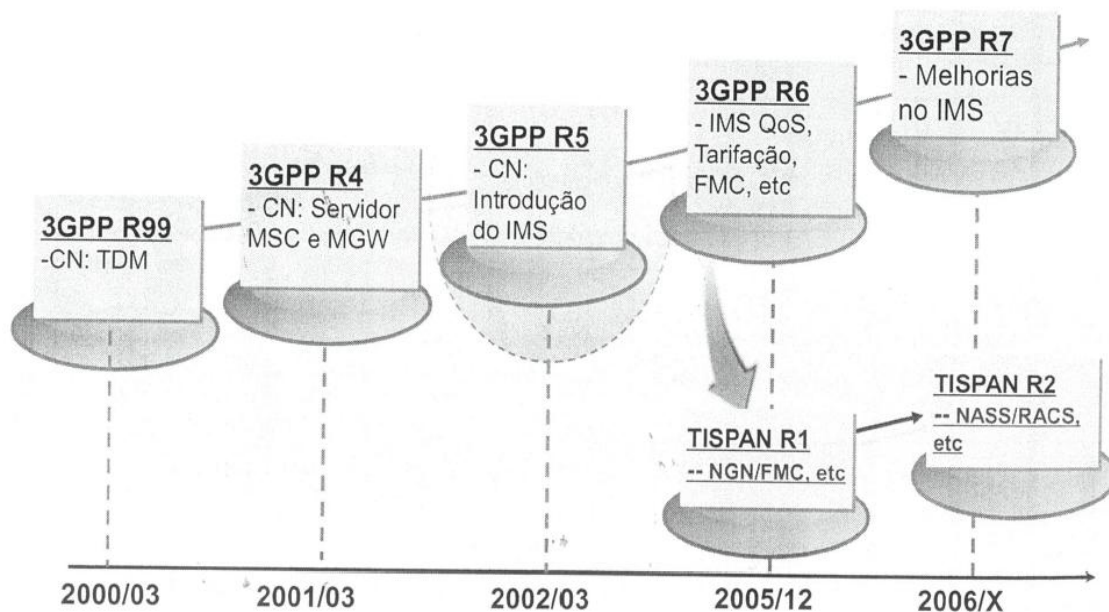 3GPP R99
-CN: TDM
3GPP R4
- CN: Servidor
MSC e MGW
3GPP R5
- CN:
Introdução
do IMS
3GPP R6
- IMS QoS,
Tarifação,
FMC, etc
3GPP R7
- Melhorias
no IMS
TISPAN R1
-- NGN/FMC, etc
TISPAN R2
-- NASS/RACS,
etc
2000/03
2001/03
2002/03
2005/12
2006/X